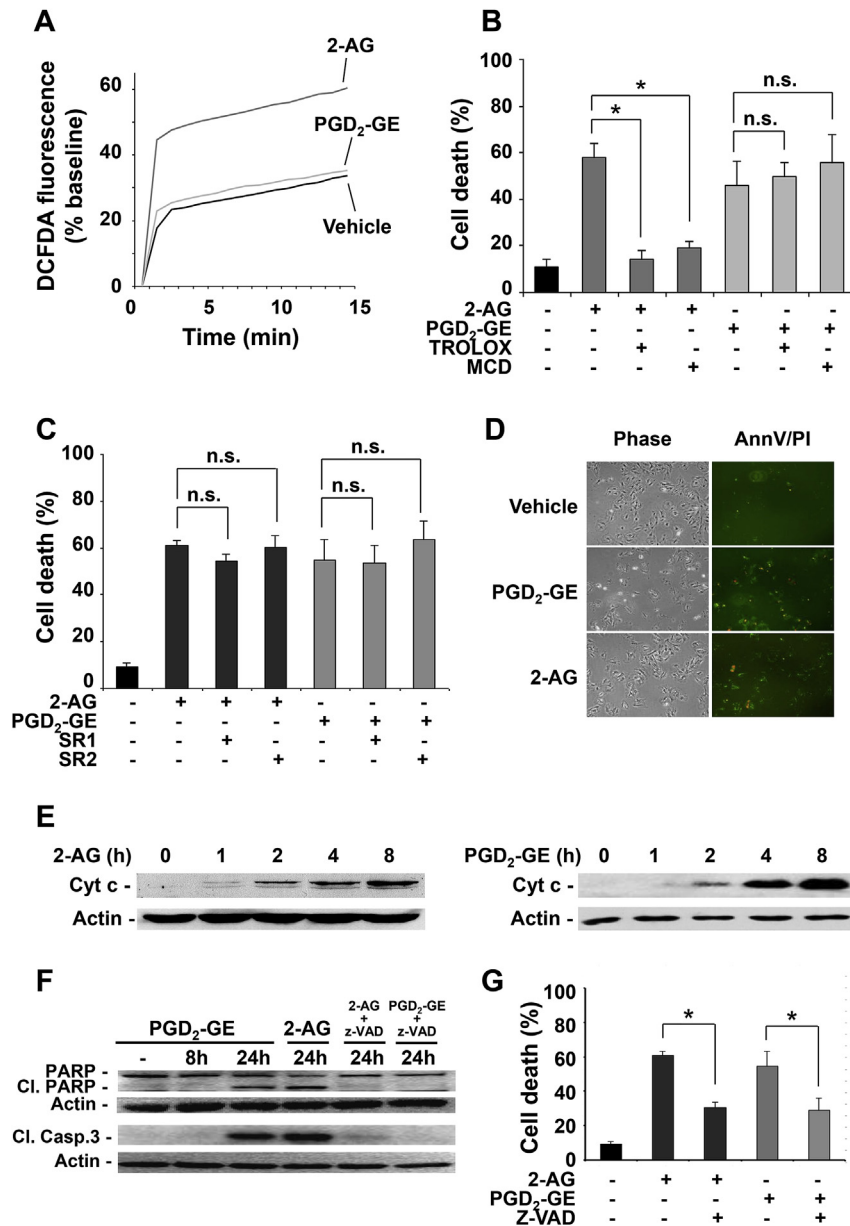 A
2-AG
60
40
20
0
DCFDA fluorescence
(% baseline)
PGD2-GE
Vehicle
0 5 10 15
Time (min)
B
100
80
60
40
20
0
Cell death (%)
*
*
n.s.
n.s.
2-AG - + + + - - -
PGD2-GE - - - - + + +
TROLOX - - + - - + -
MCD - - - + - - +
C
100
80
60
40
20
0
Cell death (%)
n.s.
n.s.
n.s.
n.s.
2-AG - + + + - - -
PGD2-GE - - - - + + +
SR1 - - + - - + -
SR2 - - - + - - +
D
Phase AnnV/PI
Vehicle
PGD2-GE
2-AG
E
2-AG (h) 0 1 2 4 8
Cyt c -
Actin -
PGD2-GE (h) 0 1 2 4 8
Cyt c -
Actin -
F
PGD2-GE 2-AG 2-AG + z-VAD PGD2-GE + z-VAD
- 8h 24h 24h 24h 24h
PARP -
Cl. PARP -
Actin -
Cl. Casp.3 -
Actin -
G
100
80
60
40
20
0
Cell death (%)
*
*
2-AG - + + - -
PGD2-GE - - - + +
Z-VAD - - + - +